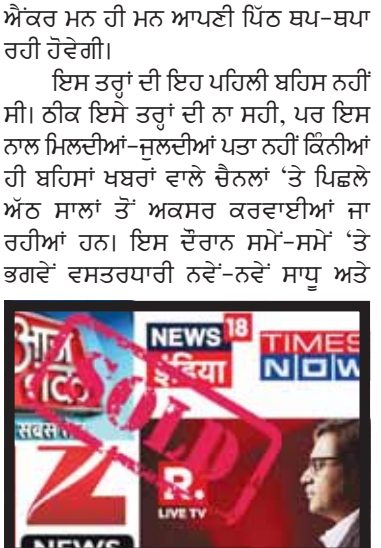 ਐਂਕਰ ਮਨ ਹੀ ਮਨ ਆਪਣੀ ਪਿੱਠ ਥਪ-ਥਪਾ
ਰਹੀ ਹੋਵੇਗੀ।
ਇਸ ਤਰ੍ਹਾਂ ਦੀ ਇਹ ਪਹਿਲੀ ਬਹਿਸ ਨਹੀਂ
ਸੀ। ਠੀਕ ਇਸੇ ਤਰ੍ਹਾਂ ਦੀ ਨਾ ਸਹੀ, ਪਰ ਇਸ
ਨਾਲ ਮਿਲਦੀਆਂ-ਜੁਲਦੀਆਂ ਪਤਾ ਨਹੀਂ ਕਿੰਨੀਆਂ
ਹੀ ਬਹਿਸਾਂ ਖਬਰਾਂ ਵਾਲੇ ਚੈਨਲਾਂ ‘ਤੇ ਪਿਛਲੇ
ਅੱਠ ਸਾਲਾਂ ਤੋਂ ਅਕਸਰ ਕਰਵਾਈਆਂ ਜਾ
ਰਹੀਆਂ ਹਨ। ਇਸ ਦੌਰਾਨ ਸਮੇਂ-ਸਮੇਂ ‘ਤੇ
ਭਗਵੇਂ ਵਸਤਰਧਾਰੀ ਨਵੇਂ-ਨਵੇਂ ਸਾਧੂ ਅਤੇ
आज
NEWS 18
इंडिया
TIMES
NOW
SOLD
सबसे
Z
NEWS
R.
LIVE TV